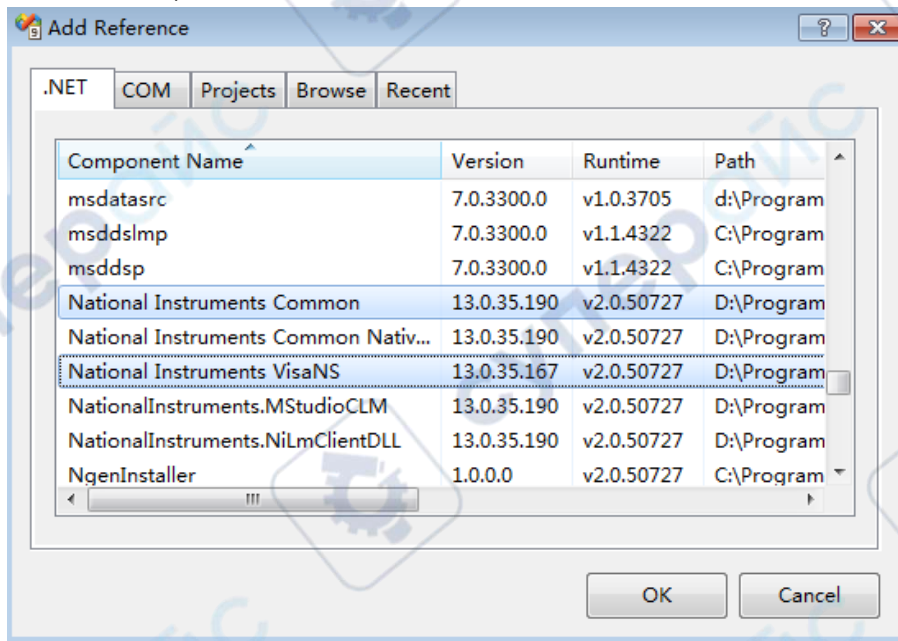 Add Reference
.NET COM Projects Browse Recent
Component Name Version Runtime Path
msdatasrc 7.0.3300.0 v1.0.3705 d:\Program
msddslmp 7.0.3300.0 v1.1.4322 C:\Program
msddsp 7.0.3300.0 v1.1.4322 C:\Program
National Instruments Common 13.0.35.190 v2.0.50727 D:\Program
National Instruments Common Nativ... 13.0.35.190 v2.0.50727 D:\Program
National Instruments VisaNS 13.0.35.167 v2.0.50727 D:\Program
NationalInstruments.MStudioCLM 13.0.35.190 v2.0.50727 D:\Program
NationalInstruments.NiLmClientDLL 13.0.35.190 v2.0.50727 D:\Program
NgenInstaller 1.0.0.0 v2.0.50727 C:\Program
OK Cancel
суперайс